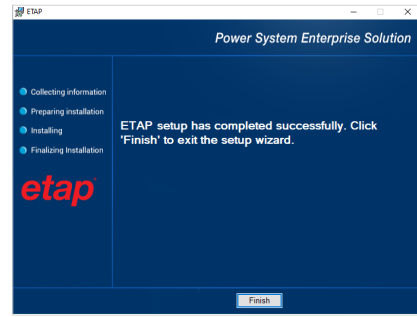 ETAP
Power System Enterprise Solution
Collecting information
Preparing installation
Installing
Finalizing Installation
ETAP setup has completed successfully. Click
'Finish' to exit the setup wizard.
etap
Finish